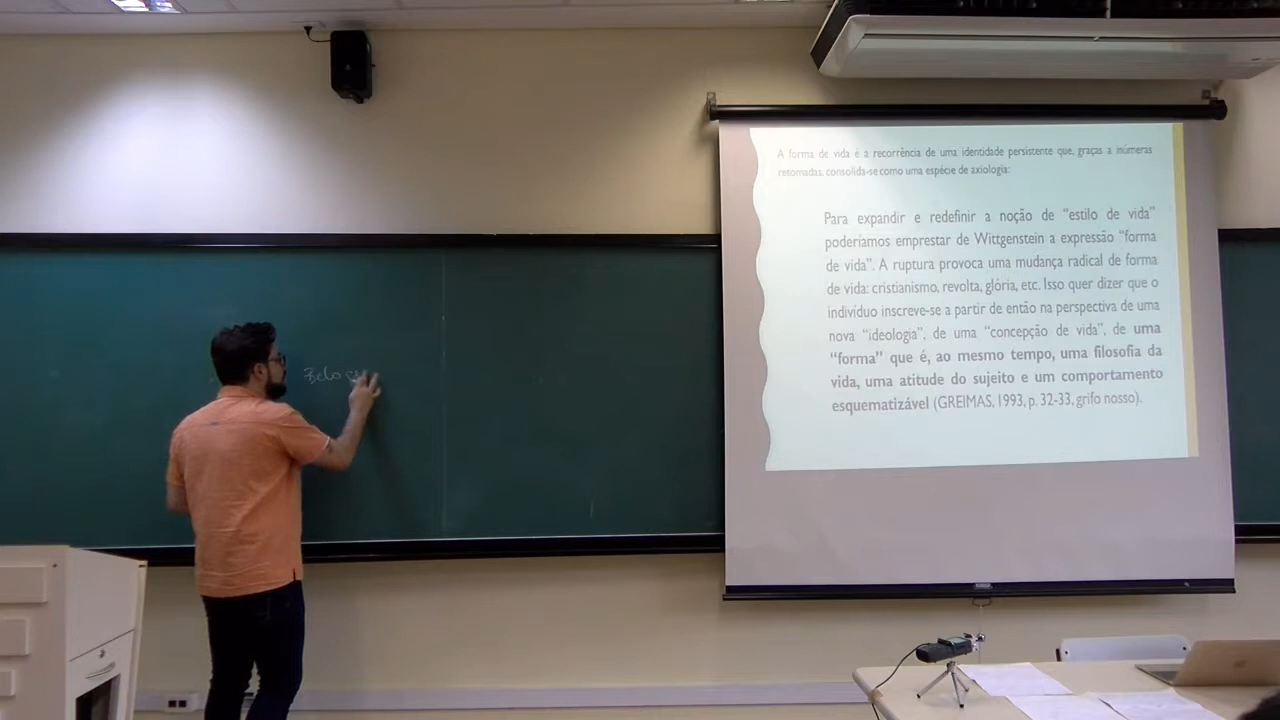 A forma de vida é a recorrência de uma identidade persistente que, graças a inúmeras
retomadas, consolida-se como uma espécie de axiologia:
Para expandir e redefinir a noção de “estilo de vida”
poderíamos emprestar de Wittgenstein a expressão “forma
de vida”. A ruptura provoca uma mudança radical de forma
de vida: cristianismo, revolta, glória, etc. Isso quer dizer que o
indivíduo inscreve-se a partir de então na perspectiva de uma
nova “ideologia”, de uma “concepção de vida”, de uma
“forma” que é, ao mesmo tempo, uma filosofia da
vida, uma atitude do sujeito e um comportamento
esquematizável (GREIMAS, 1993, p. 32-33, grifo nosso).